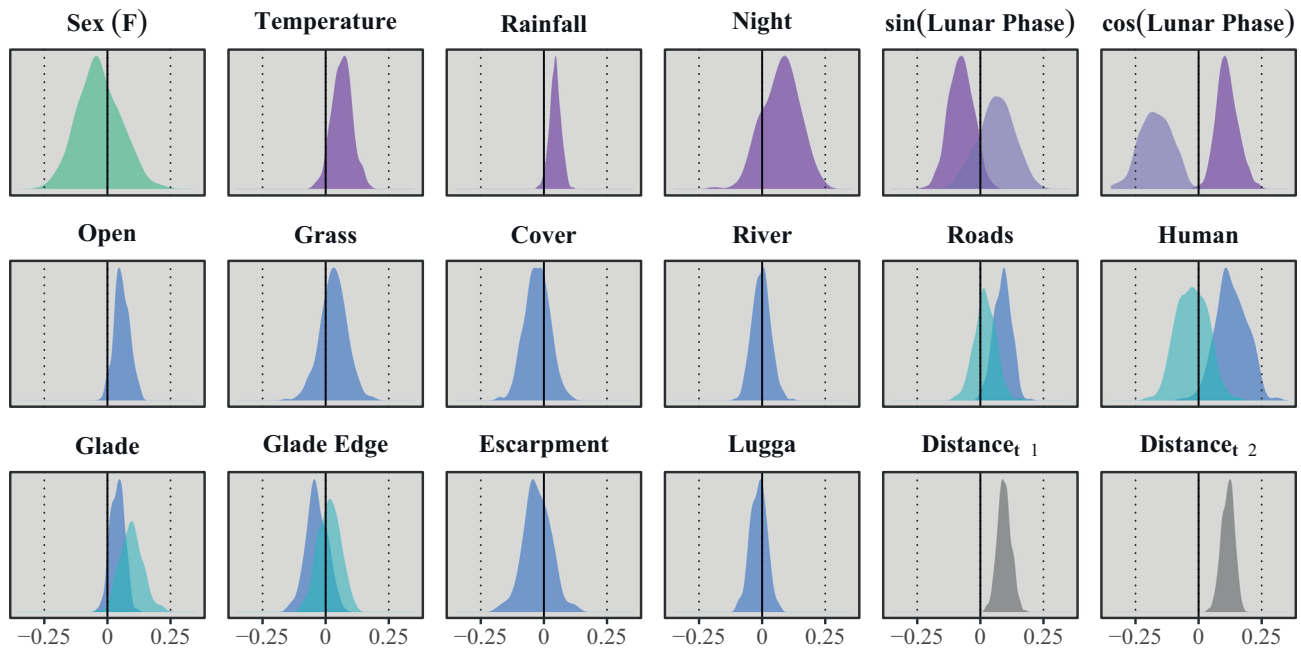 Sex (F) Temperature Rainfall Night sin(Lunar Phase) cos(Lunar Phase)
Open Grass Cover River Roads Human
Glade Glade Edge Escarpment Lugga Distancet 1 Distancet 2
−0.25 0 0.25 −0.25 0 0.25 −0.25 0 0.25 −0.25 0 0.25 −0.25 0 0.25 −0.25 0 0.25